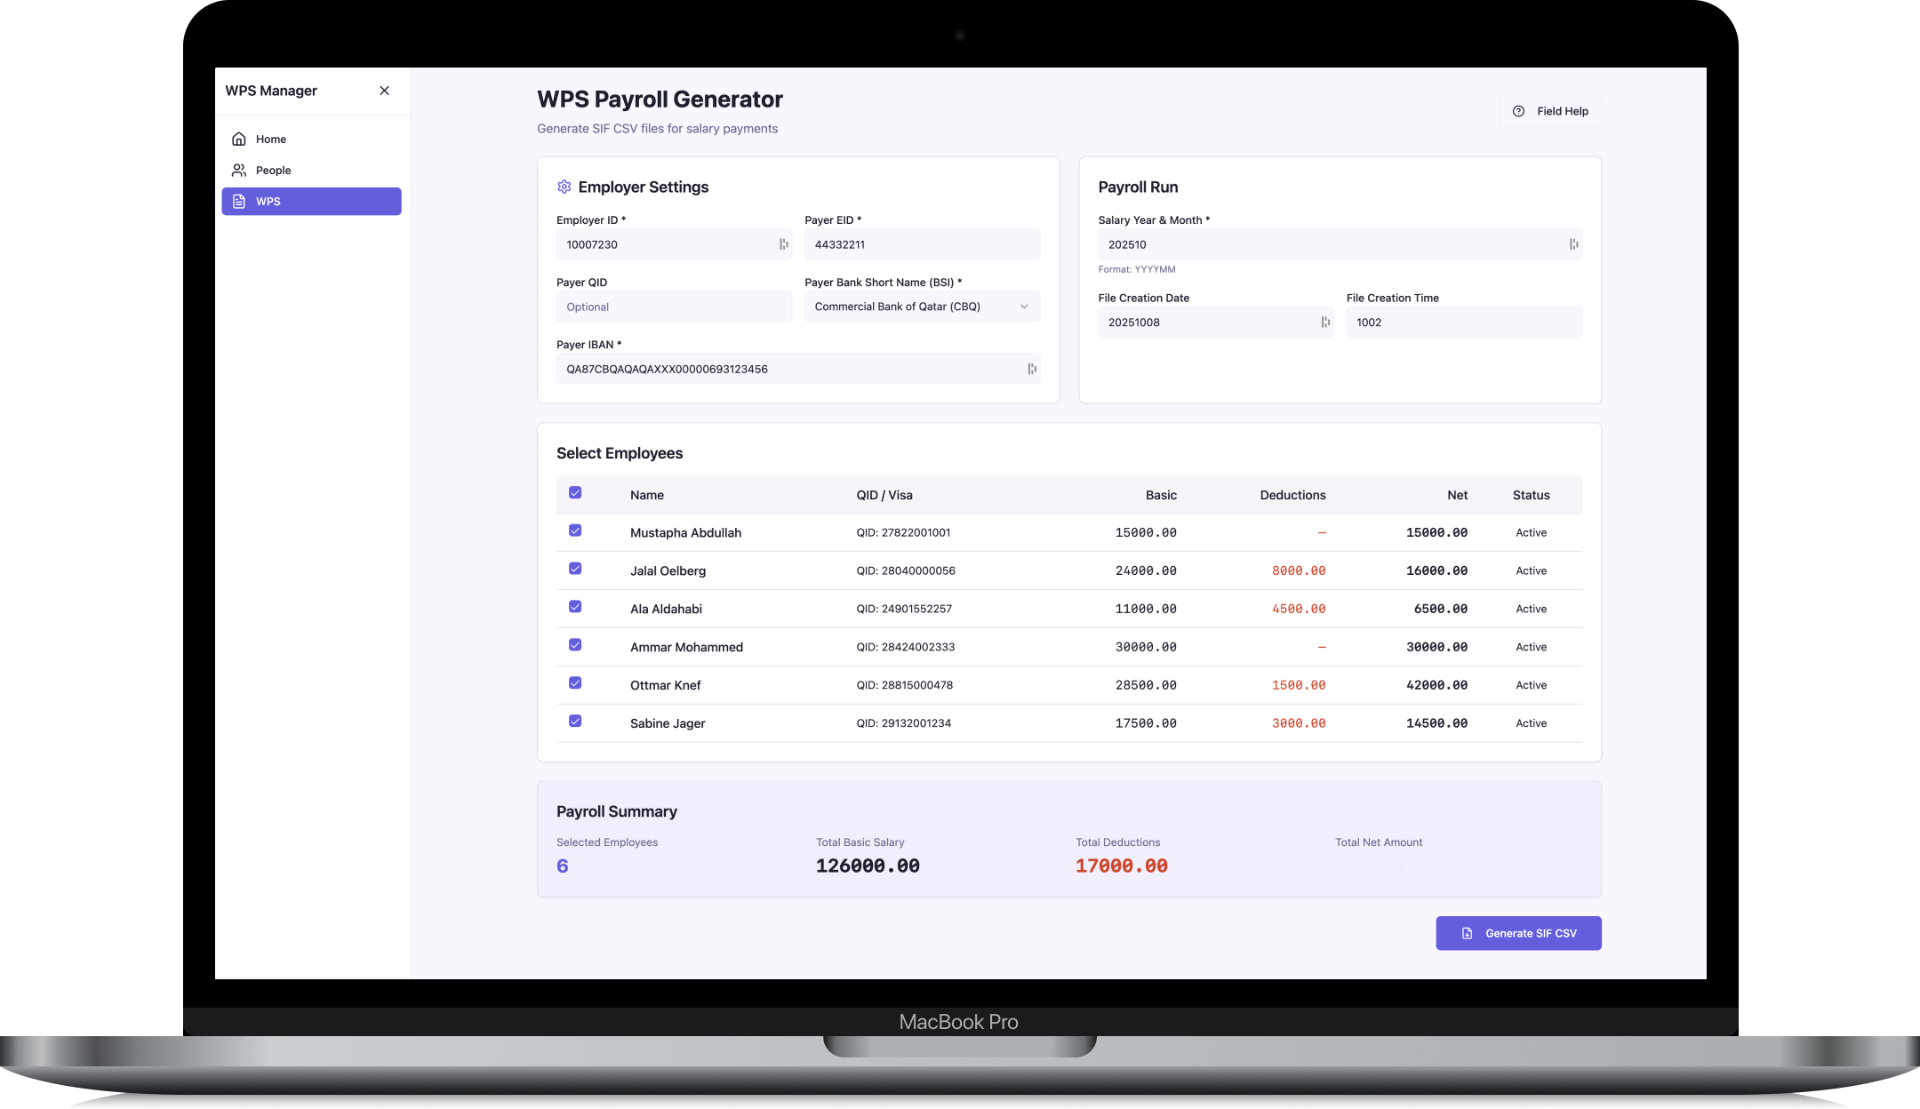 WPS Manager
Home
People
WPS
WPS Payroll Generator
Generate SIF CSV files for salary payments
Field Help
Employer Settings
Employer ID *
Payer EID *
10007230
44332211
Payer QID
Payer Bank Short Name (BSI) *
Optional
Commercial Bank of Qatar (CBQ)
Payer IBAN *
QA87CBQAQAQAXXX00000693123456
Payroll Run
Salary Year & Month *
202510
Format: YYYYMM
File Creation Date
File Creation Time
20251008
1002
Select Employees
Name QID / Visa Basic Deductions Net Status
Mustapha Abdullah QID: 27822001001 15000.00 — 15000.00 Active
Jalal Oelberg QID: 28040000056 24000.00 8000.00 16000.00 Active
Ala Aldahabi QID: 24901552257 11000.00 4500.00 6500.00 Active
Ammar Mohammed QID: 28424002333 30000.00 — 30000.00 Active
Ottmar Knef QID: 28815000478 28500.00 1500.00 42000.00 Active
Sabine Jager QID: 29132001234 17500.00 3000.00 14500.00 Active
Payroll Summary
Selected Employees Total Basic Salary Total Deductions Total Net Amount
6 126000.00 17000.00
Generate SIF CSV
MacBook Pro